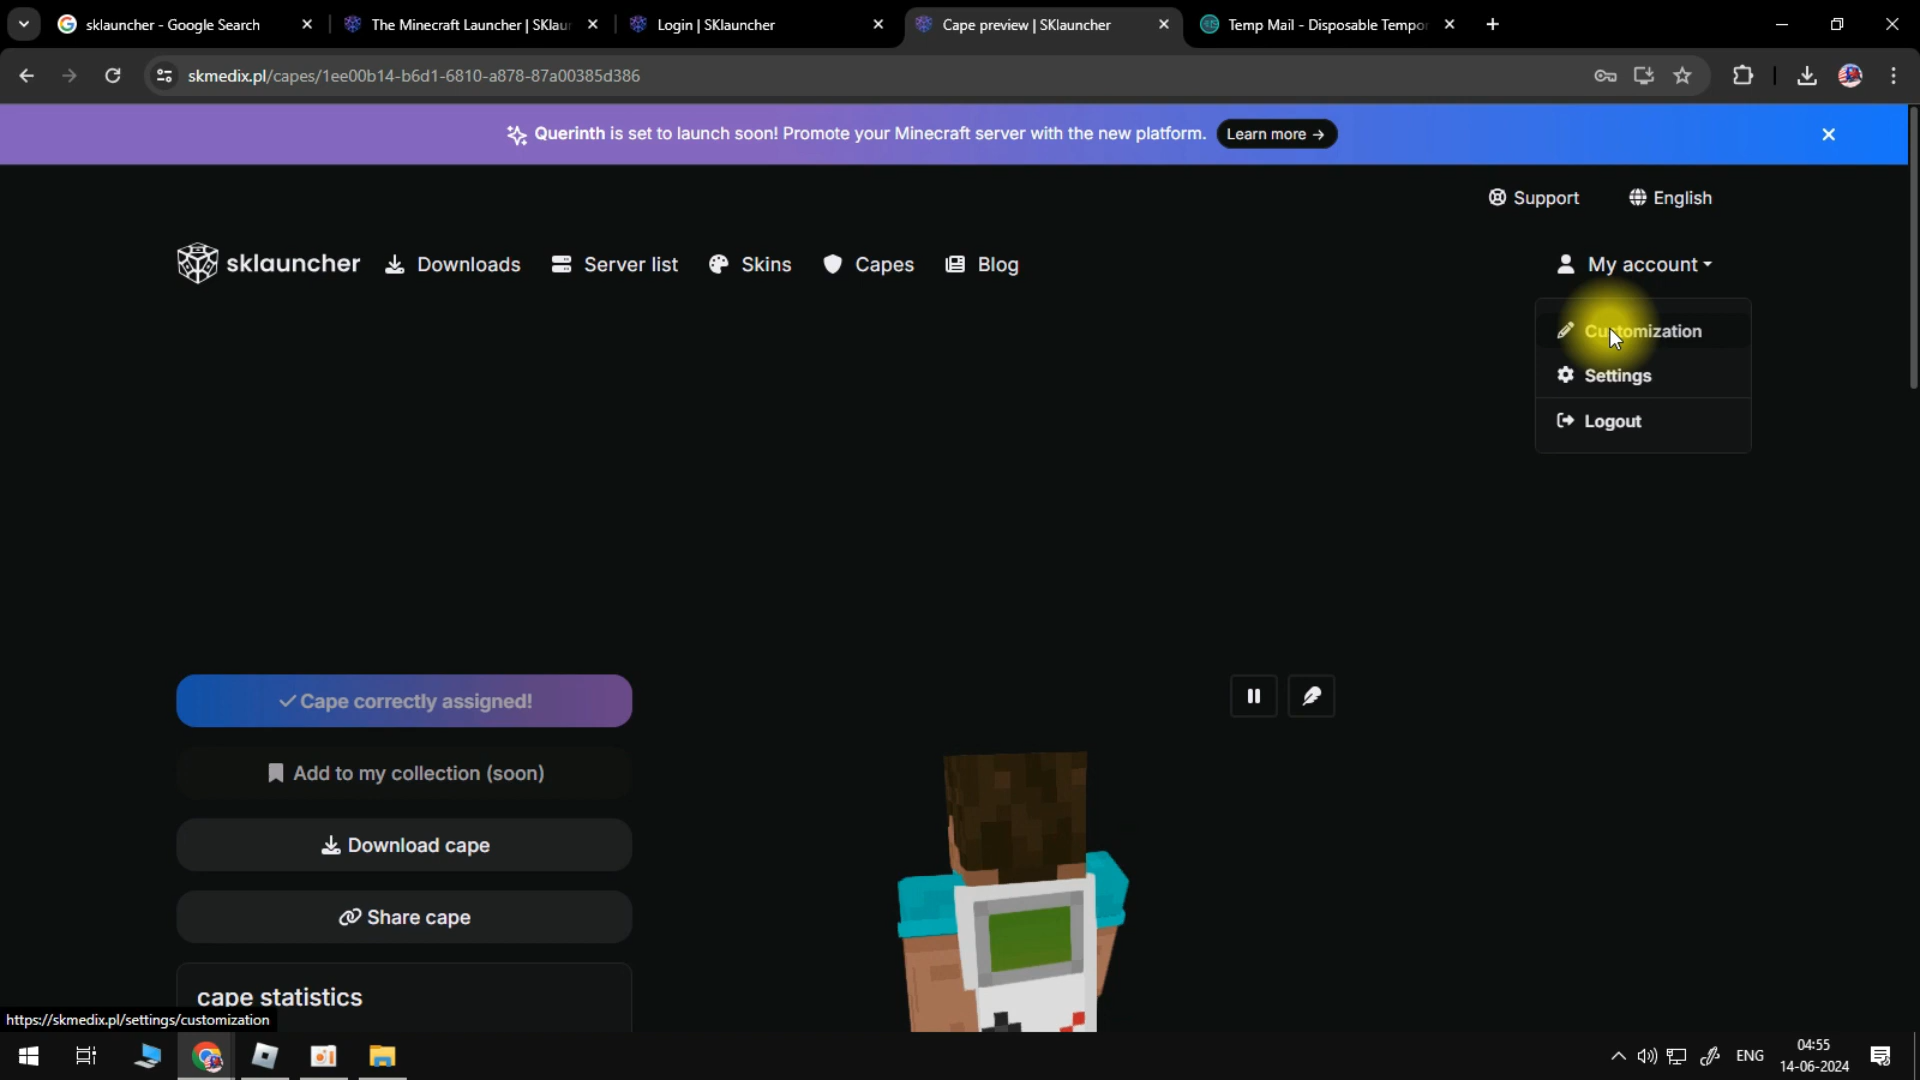 sklauncher - Google Search
The Minecraft Launcher | SKlau
Login | SKlauncher
Cape preview | SKlauncher
Temp Mail - Disposable Tempo
skmedix.pl/capes/1ee00b14-b6d1-6810-a878-87a00385d386
Querinth is set to launch soon! Promote your Minecraft server with the new platform. Learn more →
Support English
sklauncher Downloads Server list Skins Capes Blog My account
Customization
Settings
Logout
Cape correctly assigned!
Add to my collection (soon)
Download cape
Share cape
cape statistics
https://skmedix.pl/settings/customization
ENG
04:55
14-06-2024